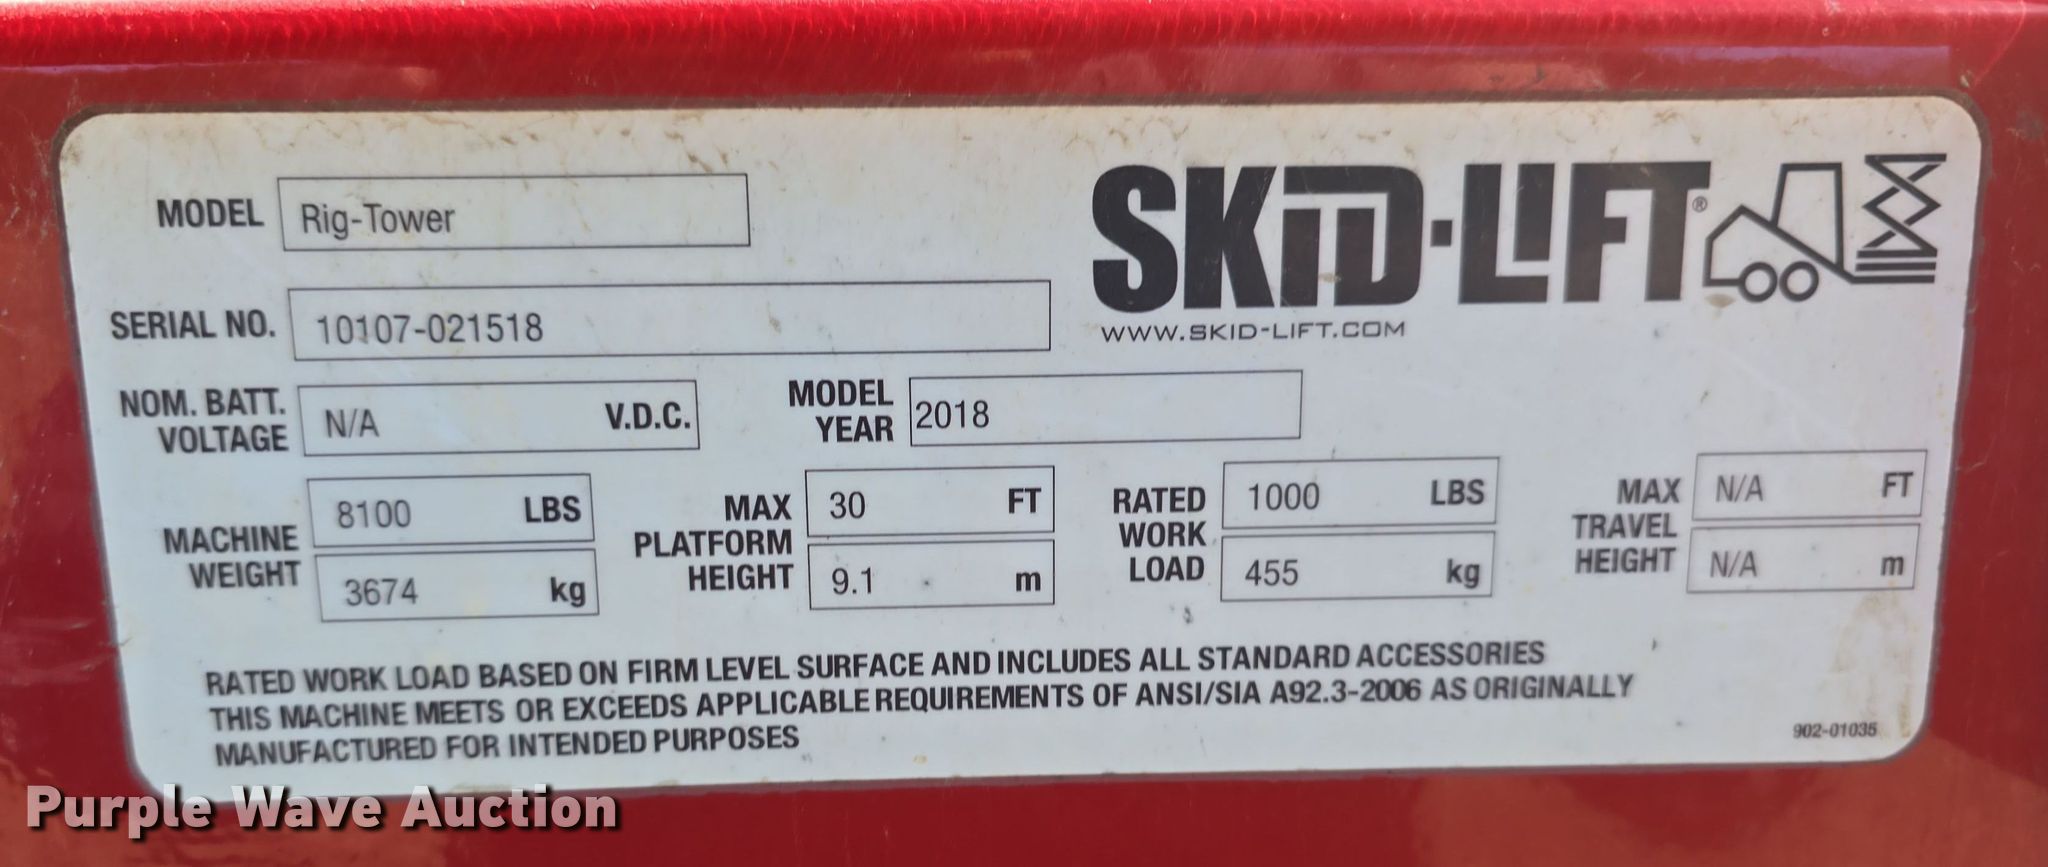 MODEL Rig-Tower
SKID-LIFT®
SERIAL NO. 10107-021518
WWW.SKID-LIFT.COM
NOM. BATT. VOLTAGE N/A V.D.C.
MODEL YEAR 2018
MACHINE WEIGHT 8100 LBS
3674 kg
MAX PLATFORM HEIGHT 30 FT
9.1 m
RATED WORK LOAD 1000 LBS
455 kg
MAX TRAVEL HEIGHT N/A FT
N/A m
RATED WORK LOAD BASED ON FIRM LEVEL SURFACE AND INCLUDES ALL STANDARD ACCESSORIES
THIS MACHINE MEETS OR EXCEEDS APPLICABLE REQUIREMENTS OF ANSI/SIA A92.3-2006 AS ORIGINALLY
MANUFACTURED FOR INTENDED PURPOSES
902-01035
Purple Wave Auction